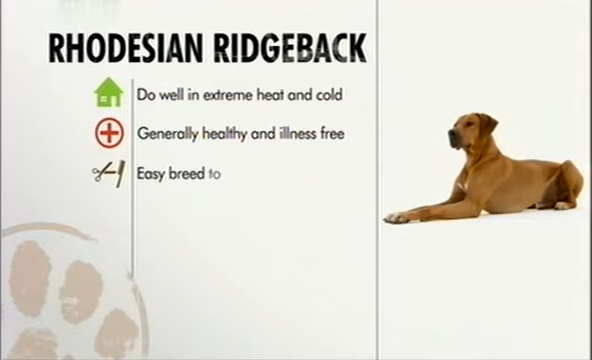 RHODESIAN RIDGEBACK
Do well in extreme heat and cold
Generally healthy and illness free
Easy breed to